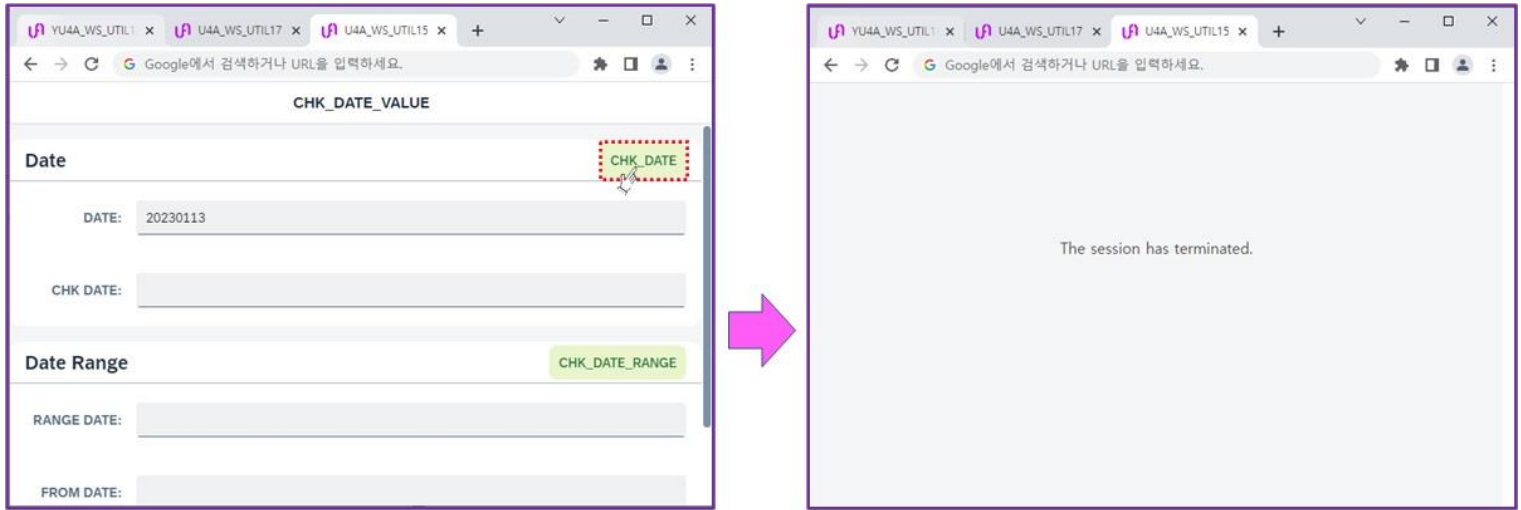 YU4A_WS_UTIL1
U4A_WS_UTIL17
U4A_WS_UTIL15
Google에서 검색하거나 URL을 입력하세요.
CHK_DATE_VALUE
Date
CHK_DATE
DATE:
20230113
CHK DATE:
Date Range
CHK_DATE_RANGE
RANGE DATE:
FROM DATE:
YU4A_WS_UTIL1
U4A_WS_UTIL17
U4A_WS_UTIL15
Google에서 검색하거나 URL을 입력하세요.
The session has terminated.